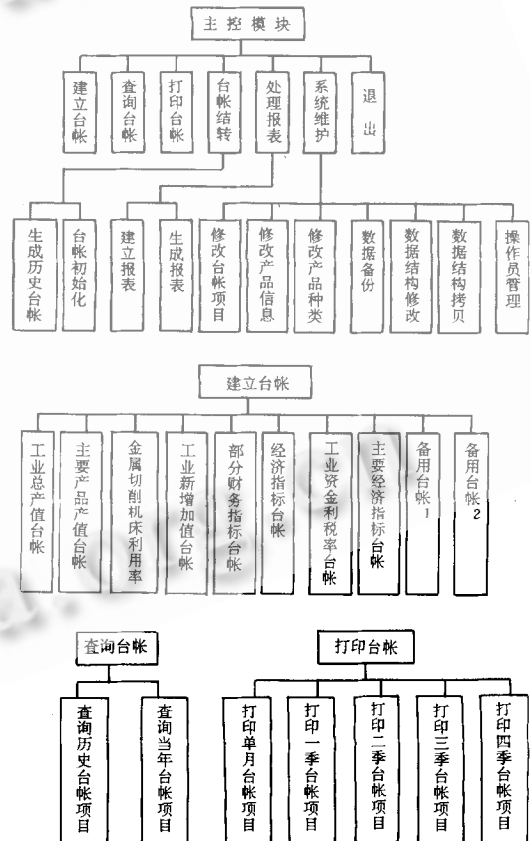 主控模块
建立台帐
查询台帐
打印台帐
台帐结转
处理报表
系统维护
退出
生成历史台帐
台帐初始化
建立报表
生成报表
修改台帐项目
修改产品信息
修改产品种类
数据备份
数据结构修改
数据结构拷贝
操作员管理
建立台帐
工业总产值台帐
主要产品产值台帐
金属切削机床利用率
工业新增加值台帐
部分财务指标台帐
经济指标台帐
工业资金利税率台帐
主要经济指标台帐
备用台帐1
备用台帐2
查询台帐
打印台帐
查询历史台帐项目
查询当年台帐项目
打印单月台帐项目
打印一季台帐项目
打印二季台帐项目
打印三季台帐项目
打印四季台帐项目